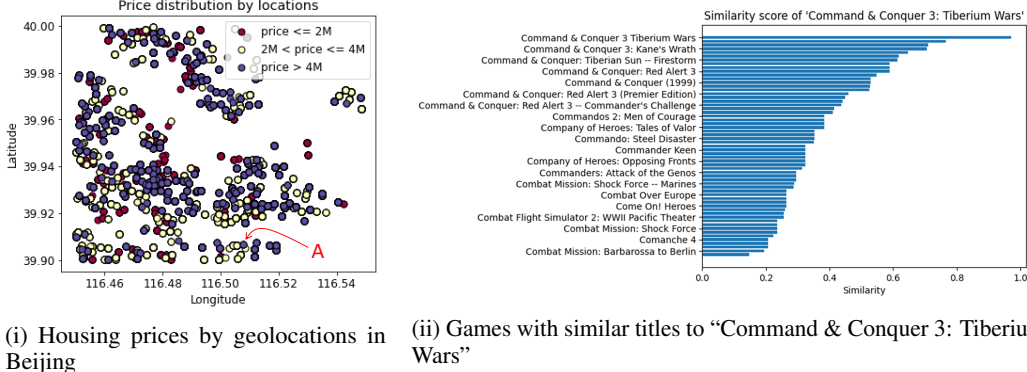 Price distribution by locations
40.00
39.98
39.96
39.94
39.92
39.90
Latitude
price <= 2M
2M < price <= 4M
price > 4M
A
116.46 116.48 116.50 116.52 116.54
Longitude
(i) Housing prices by geolocations in
Beijing
Similarity score of 'Command & Conquer 3: Tiberium Wars'
Command & Conquer 3 Tiberium Wars
Command & Conquer 3: Kane's Wrath
Command & Conquer: Tiberian Sun -- Firestorm
Command & Conquer: Red Alert 3
Command & Conquer (1999)
Command & Conquer: Red Alert 3 (Premier Edition)
Command & Conquer: Red Alert 3 -- Commander's Challenge
Commandos 2: Men of Courage
Company of Heroes: Tales of Valor
Commando: Steel Disaster
Commander Keen
Company of Heroes: Opposing Fronts
Commanders: Attack of the Genos
Combat Mission: Shock Force -- Marines
Combat Over Europe
Come On! Heroes
Combat Flight Simulator 2: WWII Pacific Theater
Combat Mission: Shock Force
Comanche 4
Combat Mission: Barbarossa to Berlin
0.0 0.2 0.4 0.6 0.8 1.0
Similarity
(ii) Games with similar titles to “Command & Conquer 3: Tiberiu
Wars”